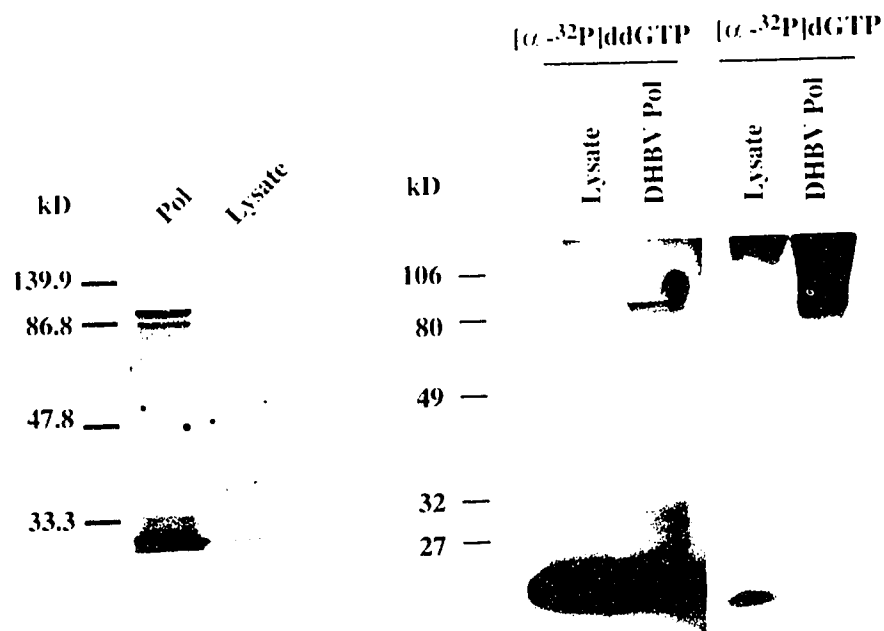 [α -³²P]ddGTP [α -³²P]dGTP
kD
Pol
Lysate
139.9
86.8
47.8
33.3
kD
Lysate
DHBV Pol
Lysate
DHBV Pol
106
80
49
32
27